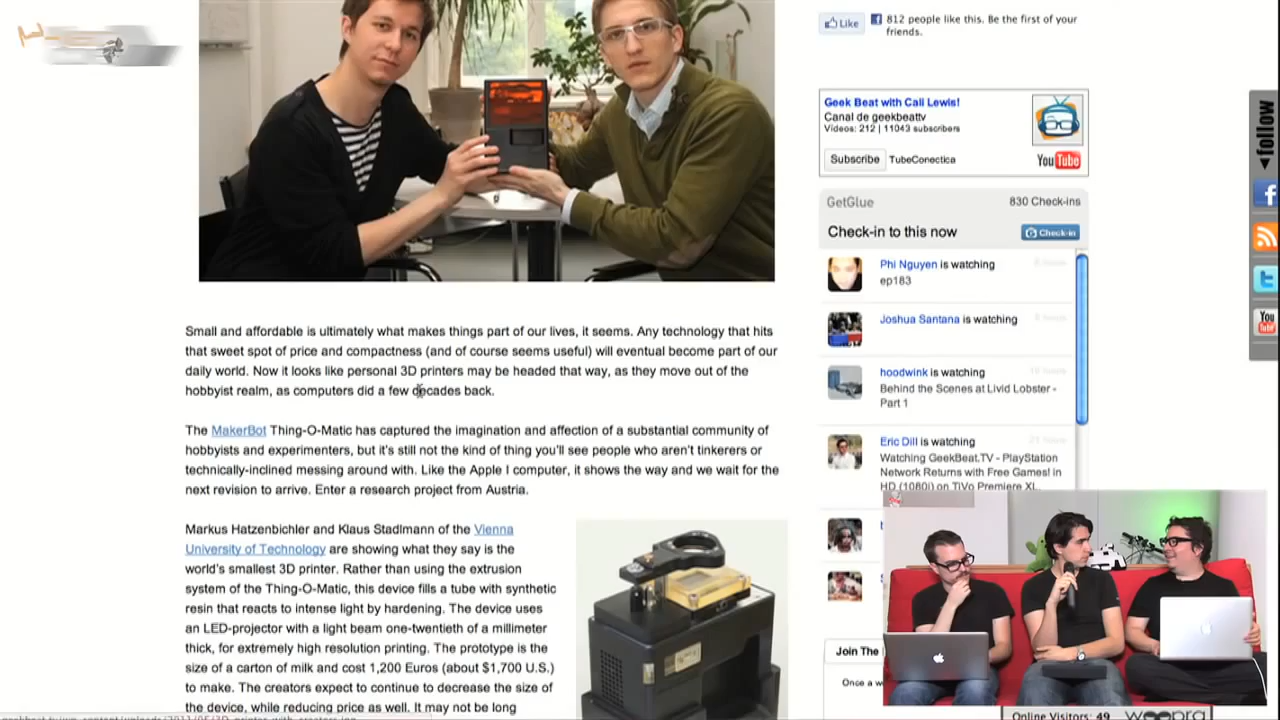 Like
812 people like this. Be the first of your
friends.
Geek Beat with Cali Lewis!
Canal de geekbeattv
Videos: 212 | 11043 subscribers
Subscribe
TubeConectica
YouTube
GetGlue
830 Check-ins
Check-in to this now
Check-in
Phi Nguyen is watching
ep183
Joshua Santana is watching
hoodwink is watching
Behind the Scenes at Livid Lobster -
Part 1
Eric Dill is watching
Watching GeekBeat.TV - PlayStation
Network Returns with Free Games! in
HD (1080i) on TiVo Premiere XL.
follow
You
Tube
Small and affordable is ultimately what makes things part of our lives, it seems. Any technology that hits
that sweet spot of price and compactness (and of course seems useful) will eventual become part of our
daily world. Now it looks like personal 3D printers may be headed that way, as they move out of the
hobbyist realm, as computers did a few decades back.
The MakerBot Thing-O-Matic has captured the imagination and affection of a substantial community of
hobbyists and experimenters, but it's still not the kind of thing you'll see people who aren't tinkerers or
technically-inclined messing around with. Like the Apple I computer, it shows the way and we wait for the
next revision to arrive. Enter a research project from Austria.
Markus Hatzenbichler and Klaus Stadlmann of the Vienna
University of Technology are showing what they say is the
world's smallest 3D printer. Rather than using the extrusion
system of the Thing-O-Matic, this device fills a tube with synthetic
resin that reacts to intense light by hardening. The device uses
an LED-projector with a light beam one-twentieth of a millimeter
thick, for extremely high resolution printing. The prototype is the
size of a carton of milk and cost 1,200 Euros (about $1,700 U.S.)
to make. The creators expect to continue to decrease the size of
the device, while reducing price as well. It may not be long
Join The
Once a w
Online Visitors: 49
woopra